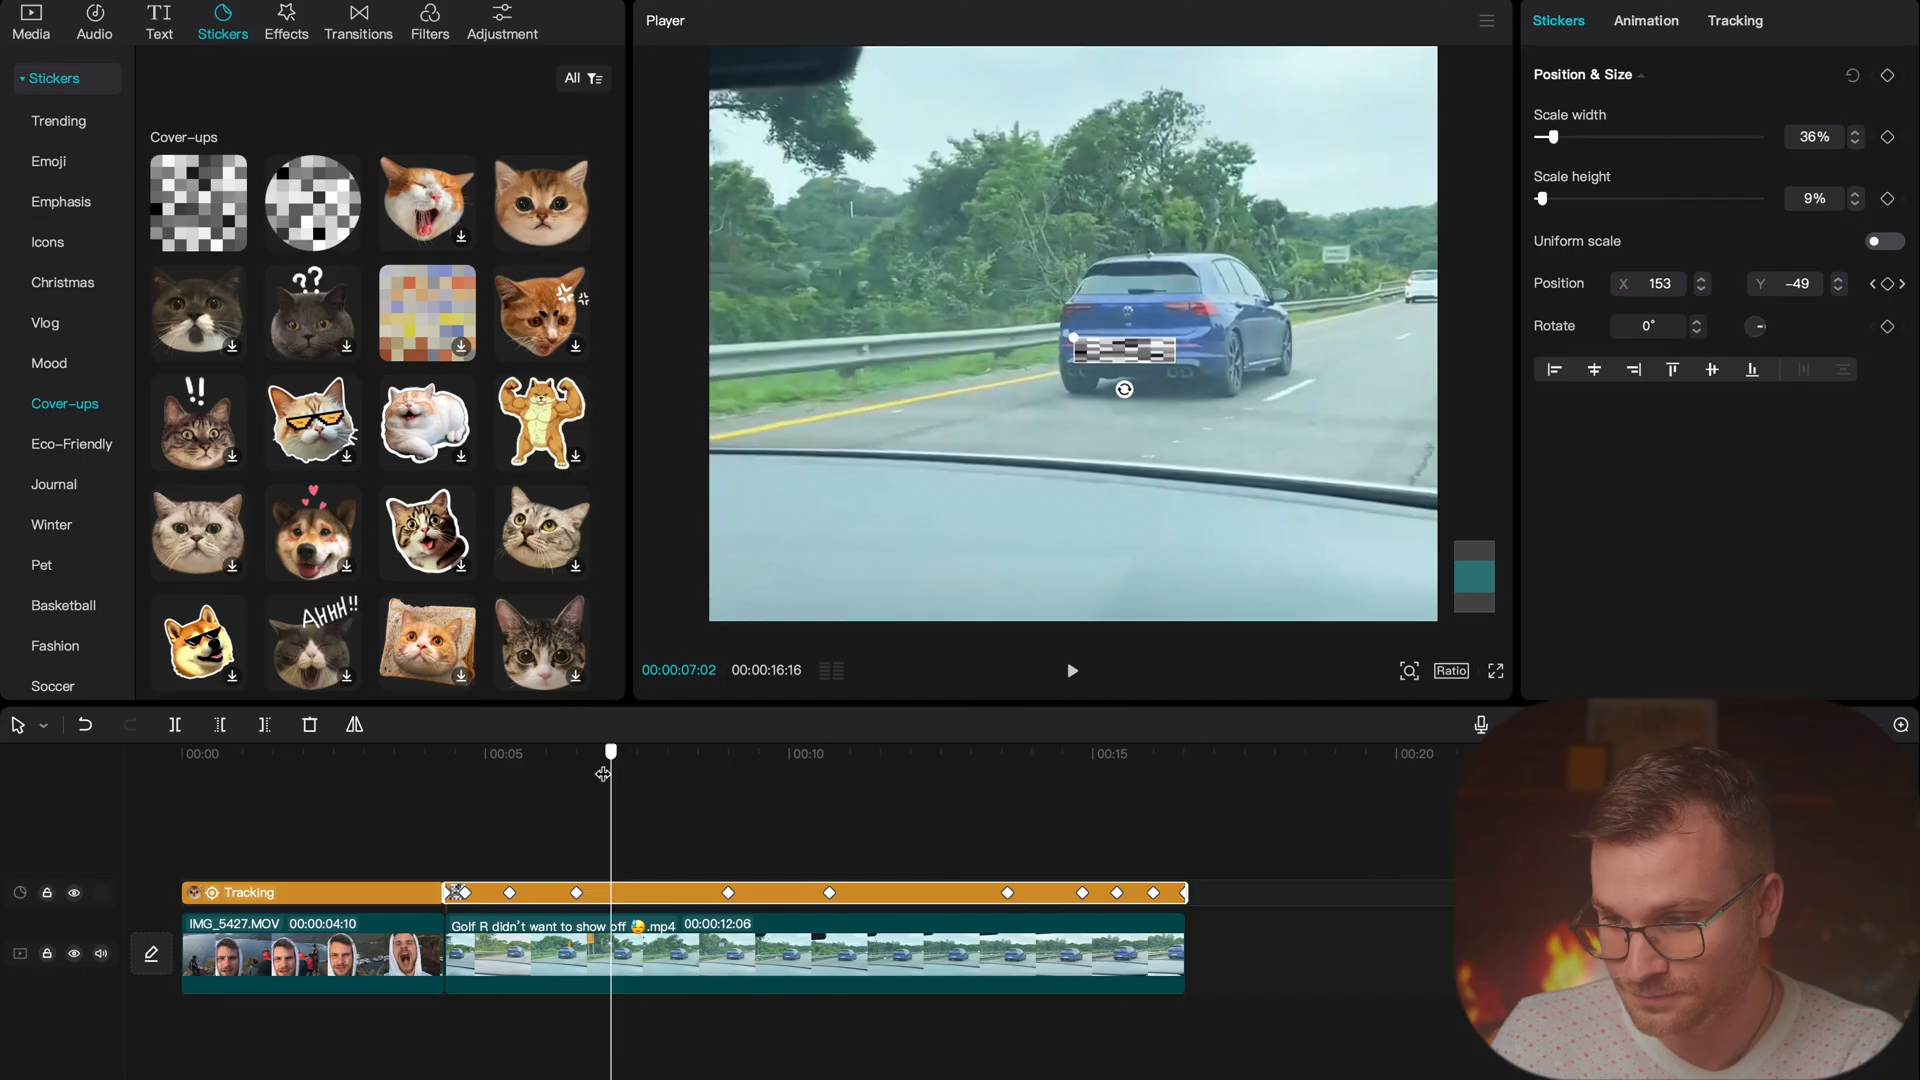 Media
Audio
Text
Stickers
Effects
Transitions
Filters
Adjustment
Stickers
Trending
Emoji
Emphasis
Icons
Christmas
Vlog
Mood
Cover-ups
Eco-Friendly
Journal
Winter
Pet
Basketball
Fashion
Soccer
All
Cover-ups
??
!!
AHHH!!
Player
00:00:07:02
00:00:16:16
Ratio
Stickers
Animation
Tracking
Position & Size
Scale width
36%
Scale height
9%
Uniform scale
Position
X 153
Y -49
Rotate
0°
00:00
00:05
00:10
00:15
00:20
Tracking
IMG_5427.MOV 00:00:04:10
Golf R didn't want to show off 😓.mp4 00:00:12:06